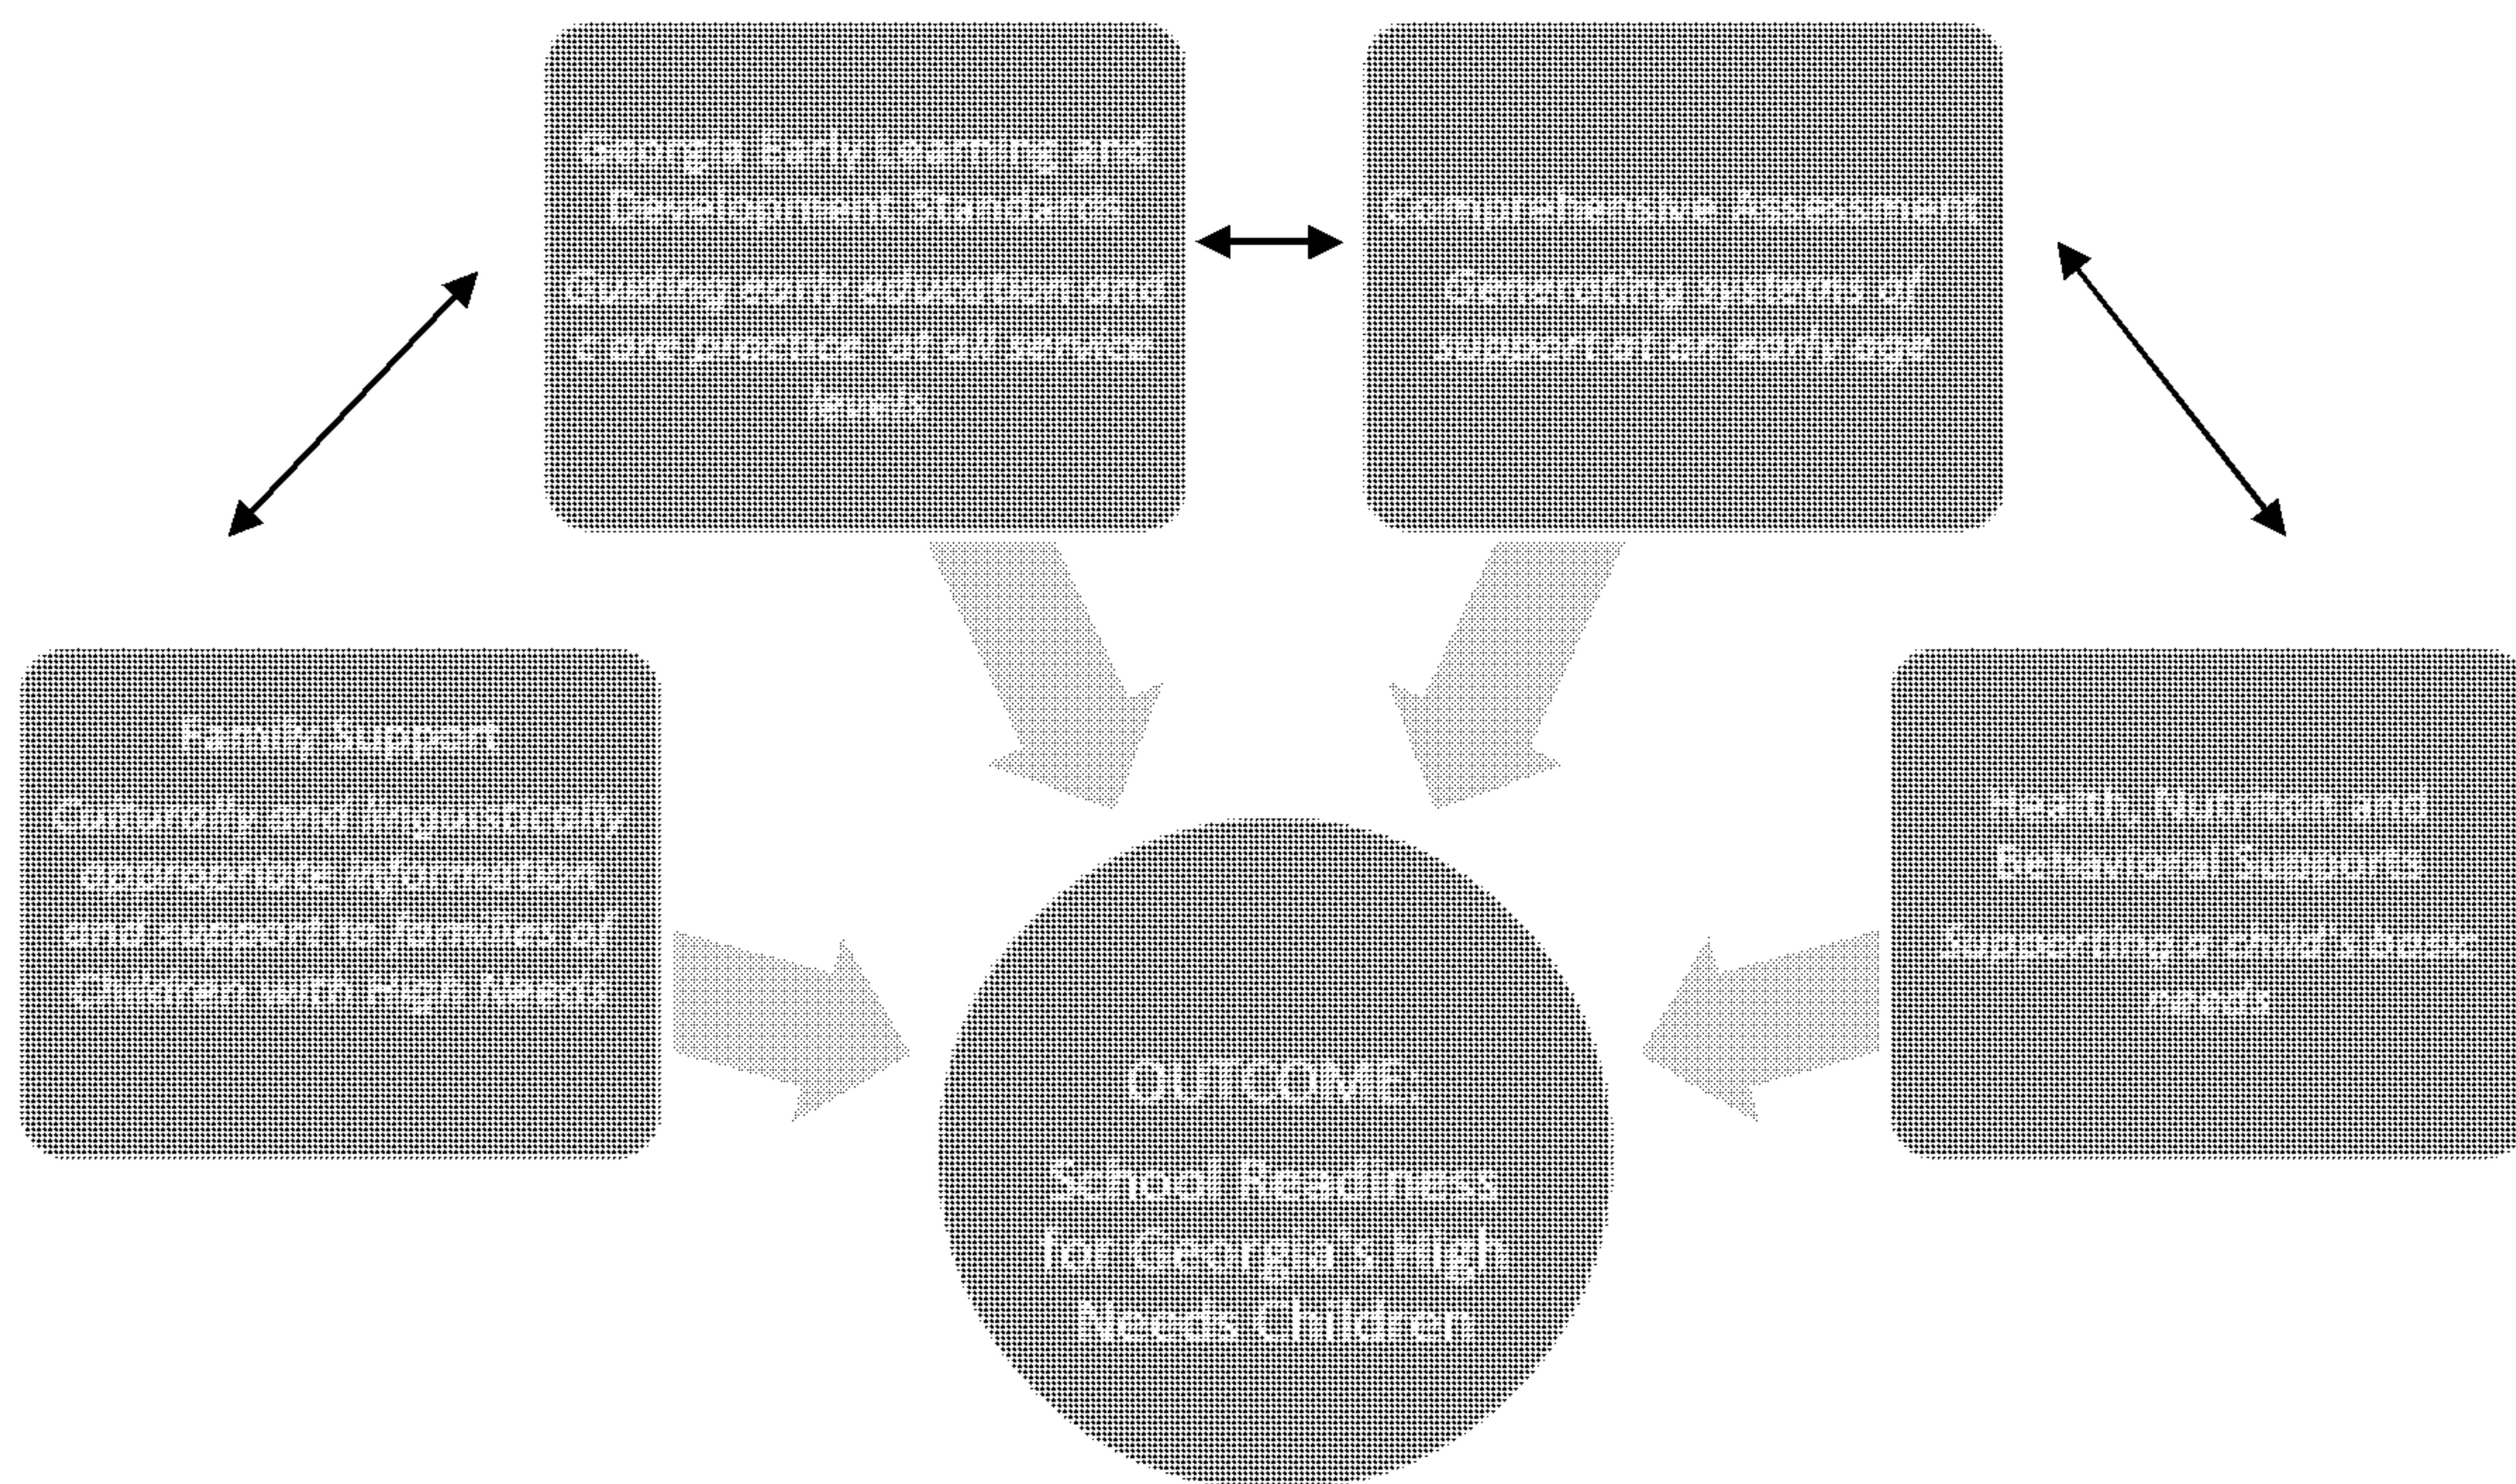 Georgia Early Learning and
Development Standards
Guiding early education and
care practice at all service
levels
Comprehensive Assessment
Generating systems of
support at an early age
Family Support
Culturally and linguistically
appropriate information
and support to families of
Children with High Needs
Health, Nutrition and
Behavioral Supports
Supporting a child's basic
needs
OUTCOME:
School Readiness
for Georgia's High
Needs Children